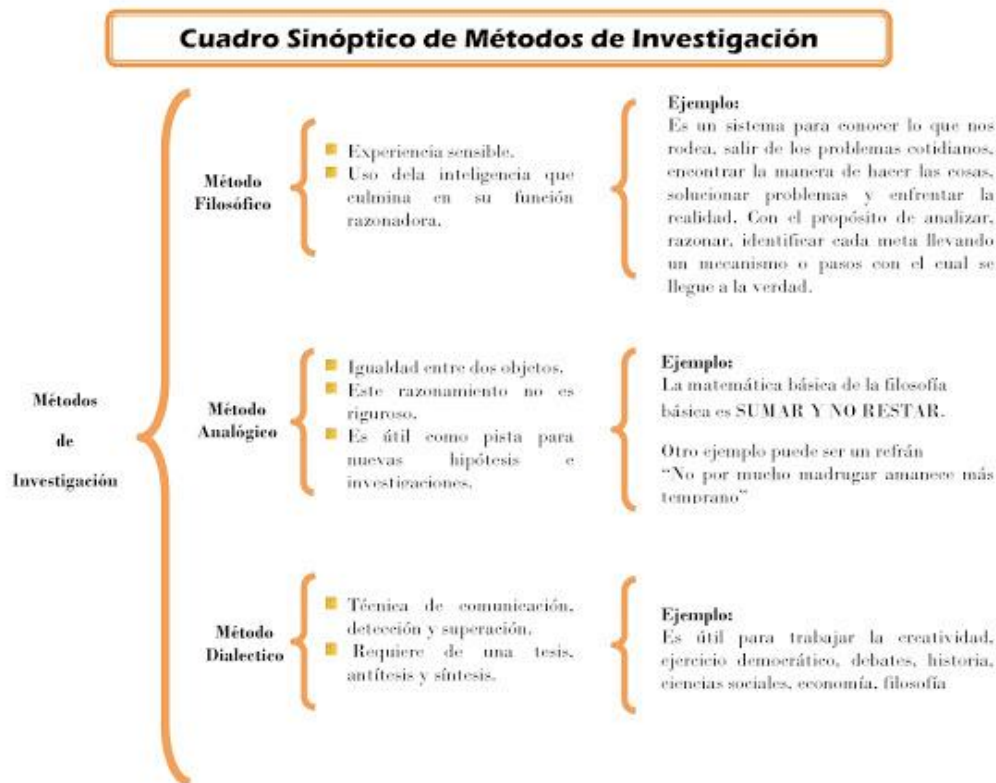 Cuadro Sinóptico de Métodos de Investigación
Métodos
de
Investigación
Método
Filosófico
Experiencia sensible.
Uso dela inteligencia que
culmina en su función
razonadora.
Ejemplo:
Es un sistema para conocer lo que nos
rodea, salir de los problemas cotidianos,
encontrar la manera de hacer las cosas,
solucionar problemas y enfrentar la
realidad. Con el propósito de analizar,
razonar, identificar cada meta llevando
un mecanismo o pasos con el cual se
llegue a la verdad.
Método
Analógico
Igualdad entre dos objetos.
Este razonamiento no es
riguroso.
Es útil como pista para
nuevas hipótesis e
investigaciones.
Ejemplo:
La matemática básica de la filosofía
básica es SUMAR Y NO RESTAR.
Otro ejemplo puede ser un refrán
“No por mucho madrugar amanece más
temprano”
Método
Dialectico
Técnica de comunicación,
detección y superación.
Requiere de una tesis,
antítesis y síntesis.
Ejemplo:
Es útil para trabajar la creatividad,
ejercicio democrático, debates, historia,
ciencias sociales, economía, filosofía